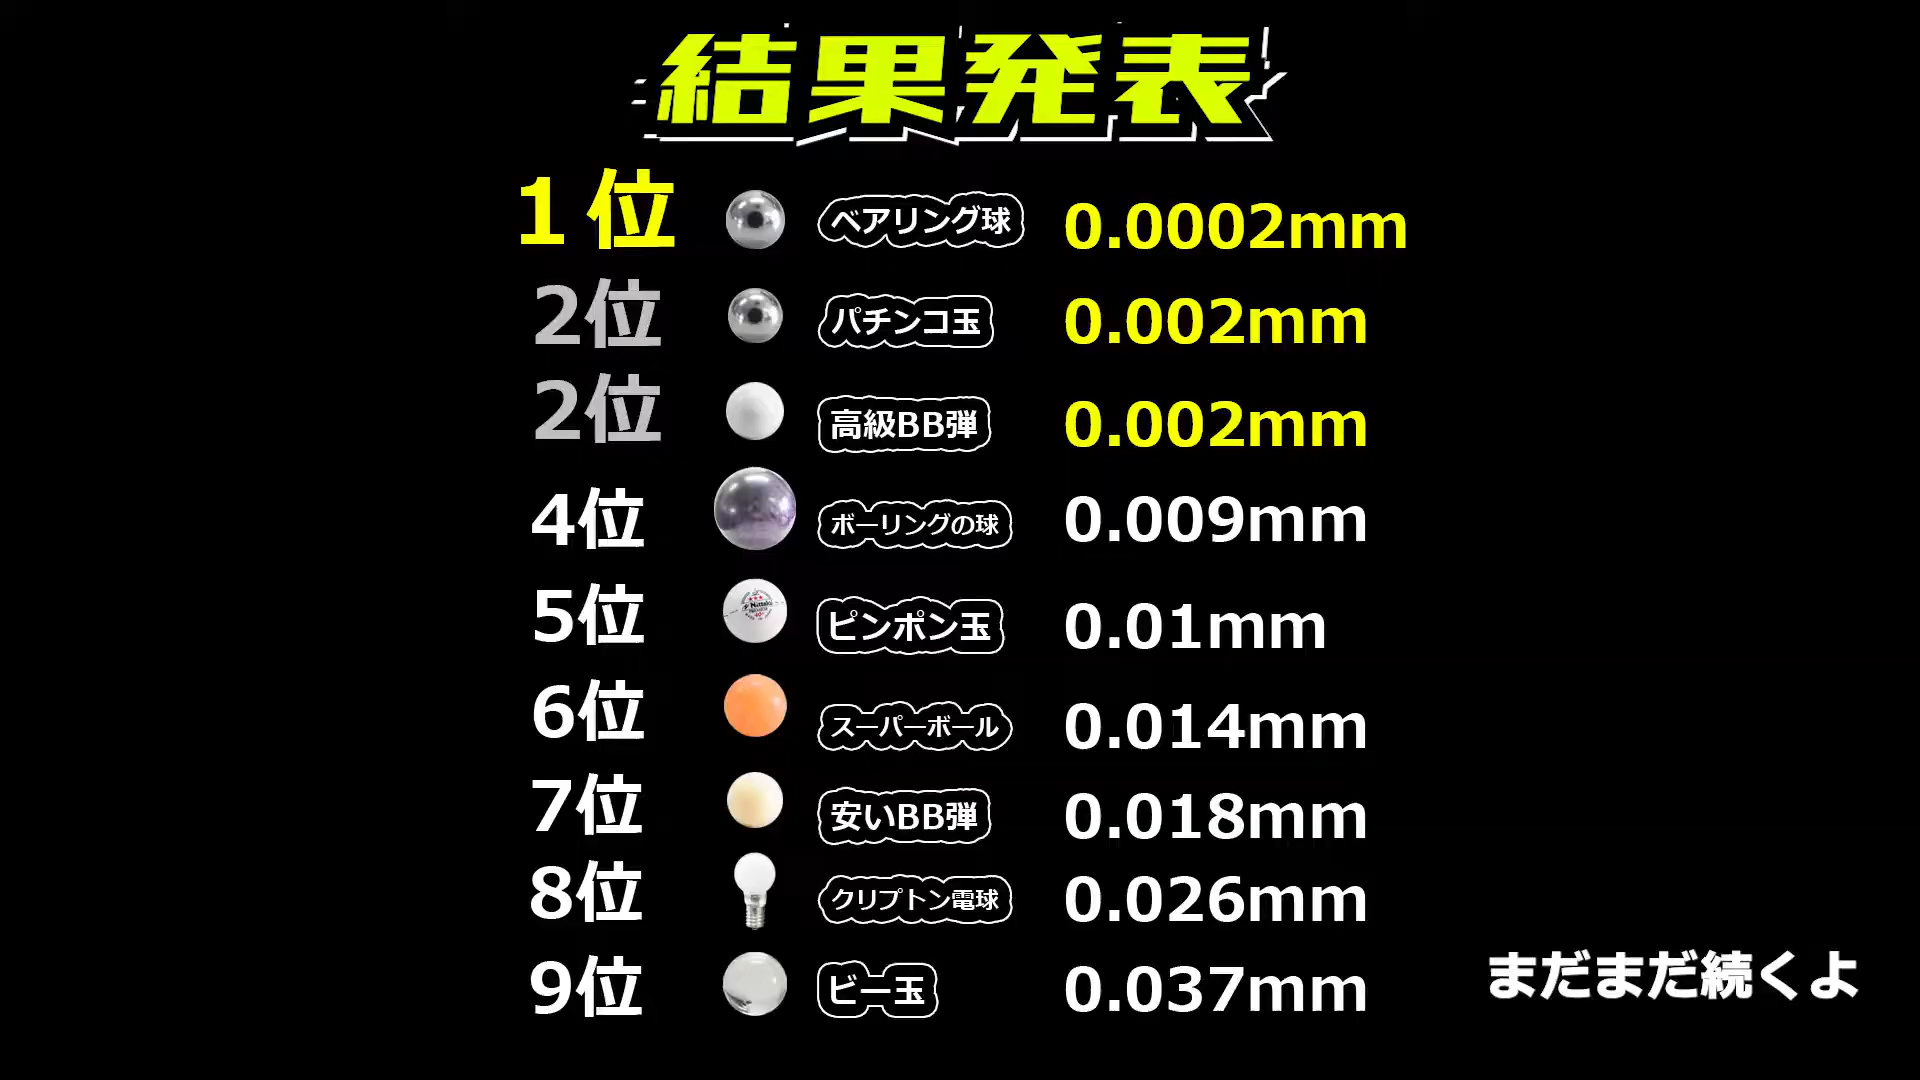 結果発表
1位 ベアリング球 0.0002mm
2位 パチンコ玉 0.002mm
2位 高級BB弾 0.002mm
4位 ボーリングの球 0.009mm
5位 ピンポン玉 0.01mm
6位 スーパーボール 0.014mm
7位 安いBB弾 0.018mm
8位 クリプトン電球 0.026mm
9位 ビー玉 0.037mm
まだまだ続くよ